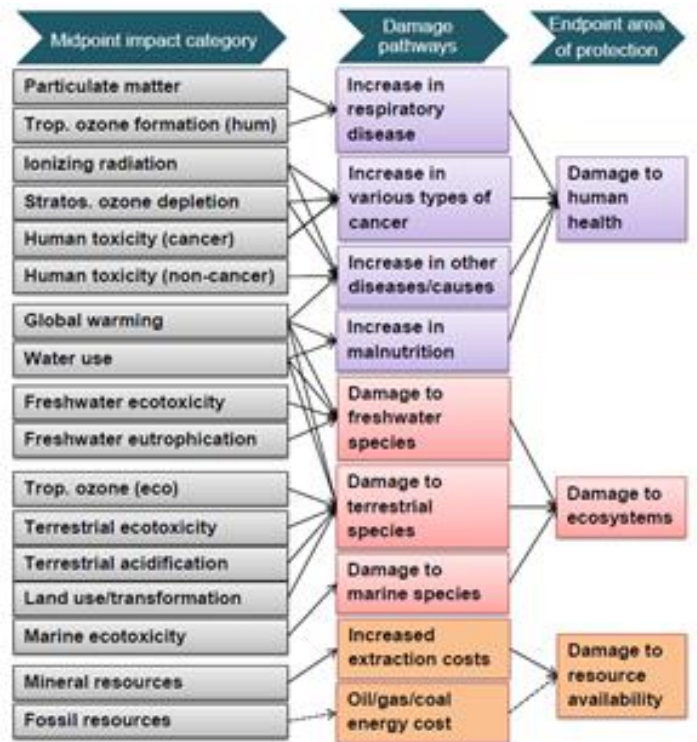 Midpoint impact category
Damage
pathways
Endpoint area
of protection
Particulate matter
Trop. ozone formation (hum)
Ionizing radiation
Stratos. ozone depletion
Human toxicity (cancer)
Human toxicity (non-cancer)
Global warming
Water use
Freshwater ecotoxicity
Freshwater eutrophication
Trop. ozone (eco)
Terrestrial ecotoxicity
Terrestrial acidification
Land use/transformation
Marine ecotoxicity
Mineral resources
Fossil resources
Increase in
respiratory
disease
Increase in
various types of
cancer
Increase in other
diseases/causes
Increase in
malnutrition
Damage to
freshwater
species
Damage to
terrestrial
species
Damage to
marine species
Increased
extraction costs
Oil/gas/coal
energy cost
Damage to
human
health
Damage to
ecosystems
Damage to
resource
availability